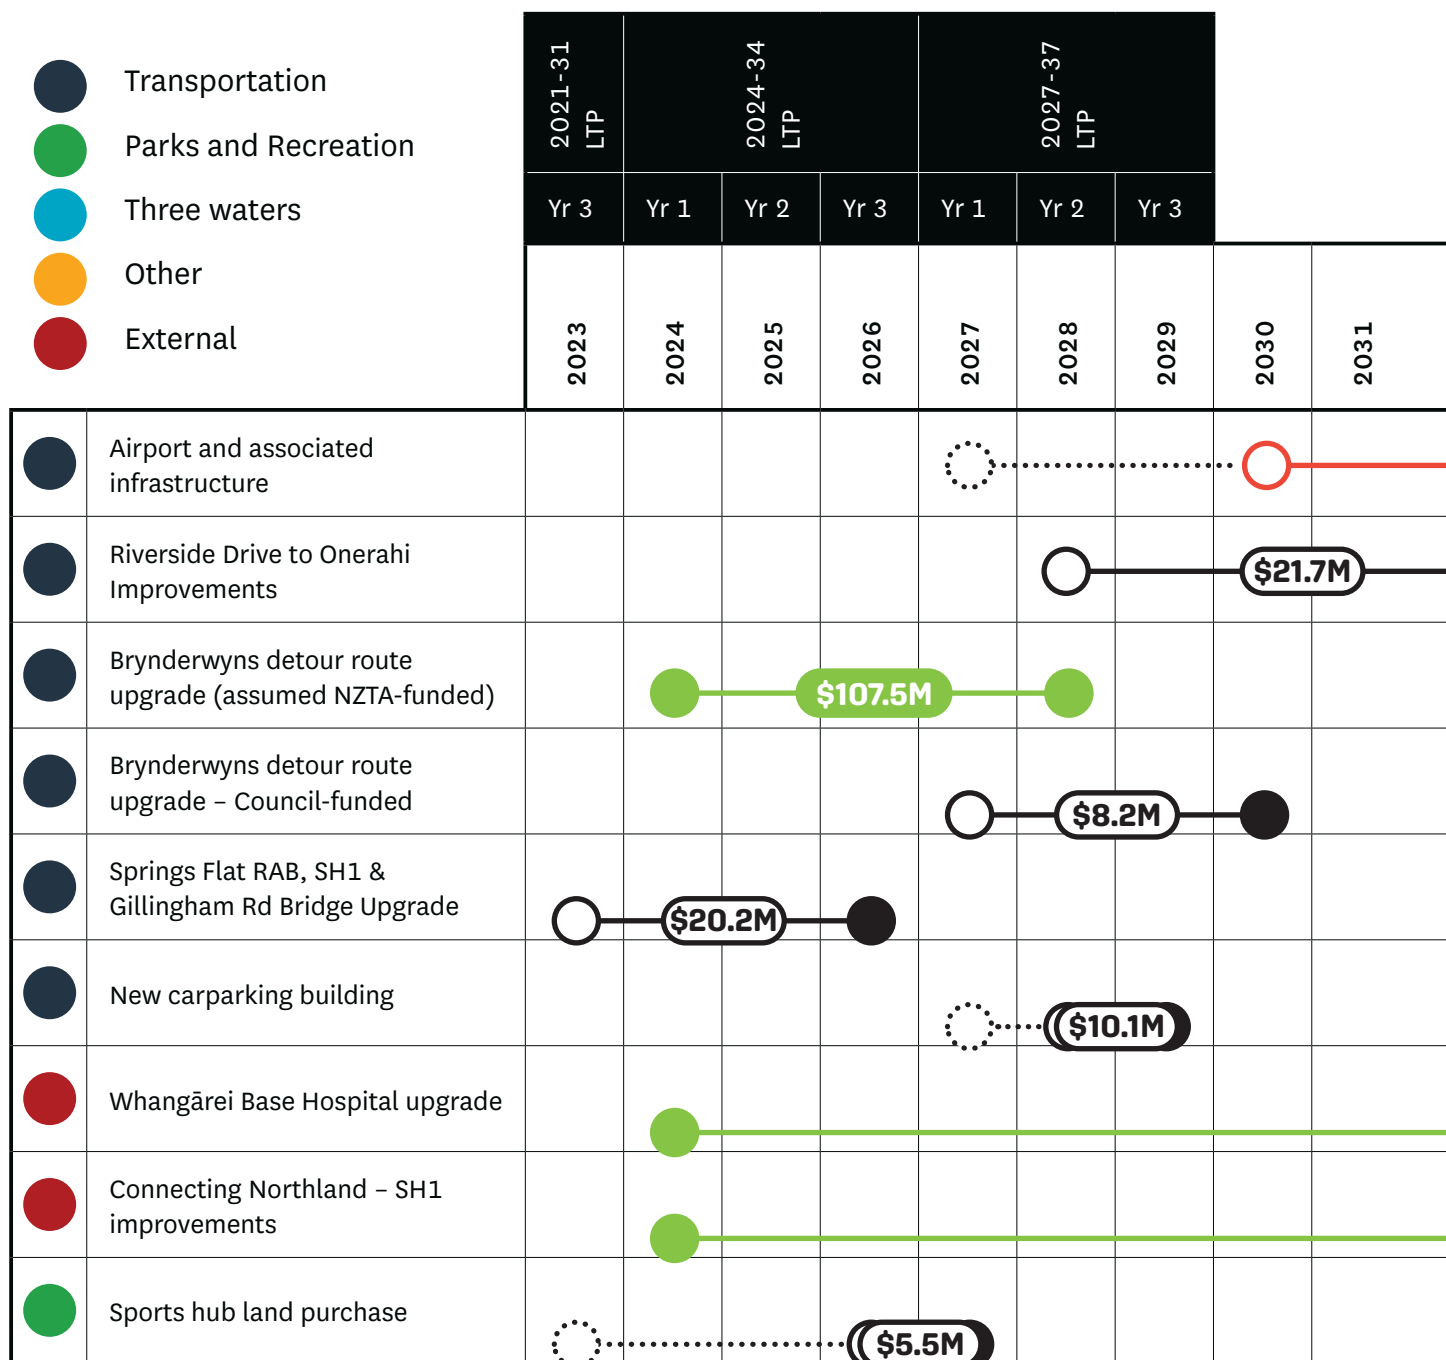 Transportation
Parks and Recreation
Three waters
Other
External
2021-31
LTP
2024-34
LTP
2027-37
LTP
Yr 3
Yr 1
Yr 2
Yr 3
Yr 1
Yr 2
Yr 3
2023
2024
2025
2026
2027
2028
2029
2030
2031
Airport and associated
infrastructure
Riverside Drive to Onerahi
Improvements
$21.7M
Brynderwyns detour route
upgrade (assumed NZTA-funded)
$107.5M
Brynderwyns detour route
upgrade – Council-funded
$8.2M
Springs Flat RAB, SH1 &
Gillingham Rd Bridge Upgrade
$20.2M
New carparking building
$10.1M
Whangārei Base Hospital upgrade
Connecting Northland – SH1
improvements
Sports hub land purchase
$5.5M